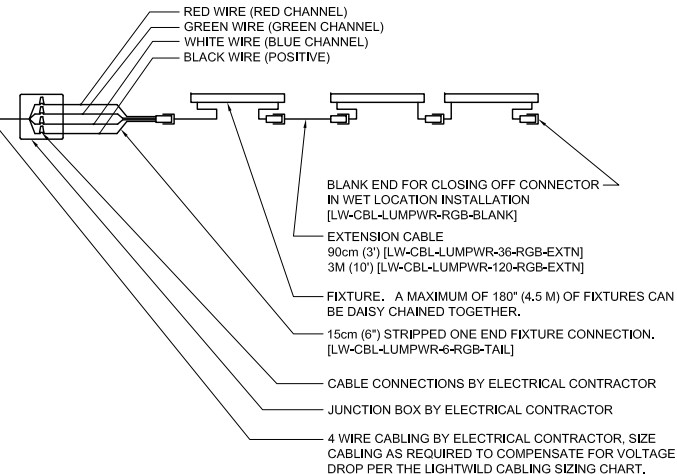 RED WIRE (RED CHANNEL)
GREEN WIRE (GREEN CHANNEL)
WHITE WIRE (BLUE CHANNEL)
BLACK WIRE (POSITIVE)
BLANK END FOR CLOSING OFF CONNECTOR
IN WET LOCATION INSTALLATION
[LW-CBL-LUMPWR-RGB-BLANK]
EXTENSION CABLE
90cm (3') [LW-CBL-LUMPWR-36-RGB-EXTN]
3M (10') [LW-CBL-LUMPWR-120-RGB-EXTN]
FIXTURE. A MAXIMUM OF 180" (4.5 M) OF FIXTURES CAN
BE DAISY CHAINED TOGETHER.
15cm (6") STRIPPED ONE END FIXTURE CONNECTION.
[LW-CBL-LUMPWR-6-RGB-TAIL]
CABLE CONNECTIONS BY ELECTRICAL CONTRACTOR
JUNCTION BOX BY ELECTRICAL CONTRACTOR
4 WIRE CABLING BY ELECTRICAL CONTRACTOR, SIZE
CABLING AS REQUIRED TO COMPENSATE FOR VOLTAGE
DROP PER THE LIGHTWILD CABLING SIZING CHART.